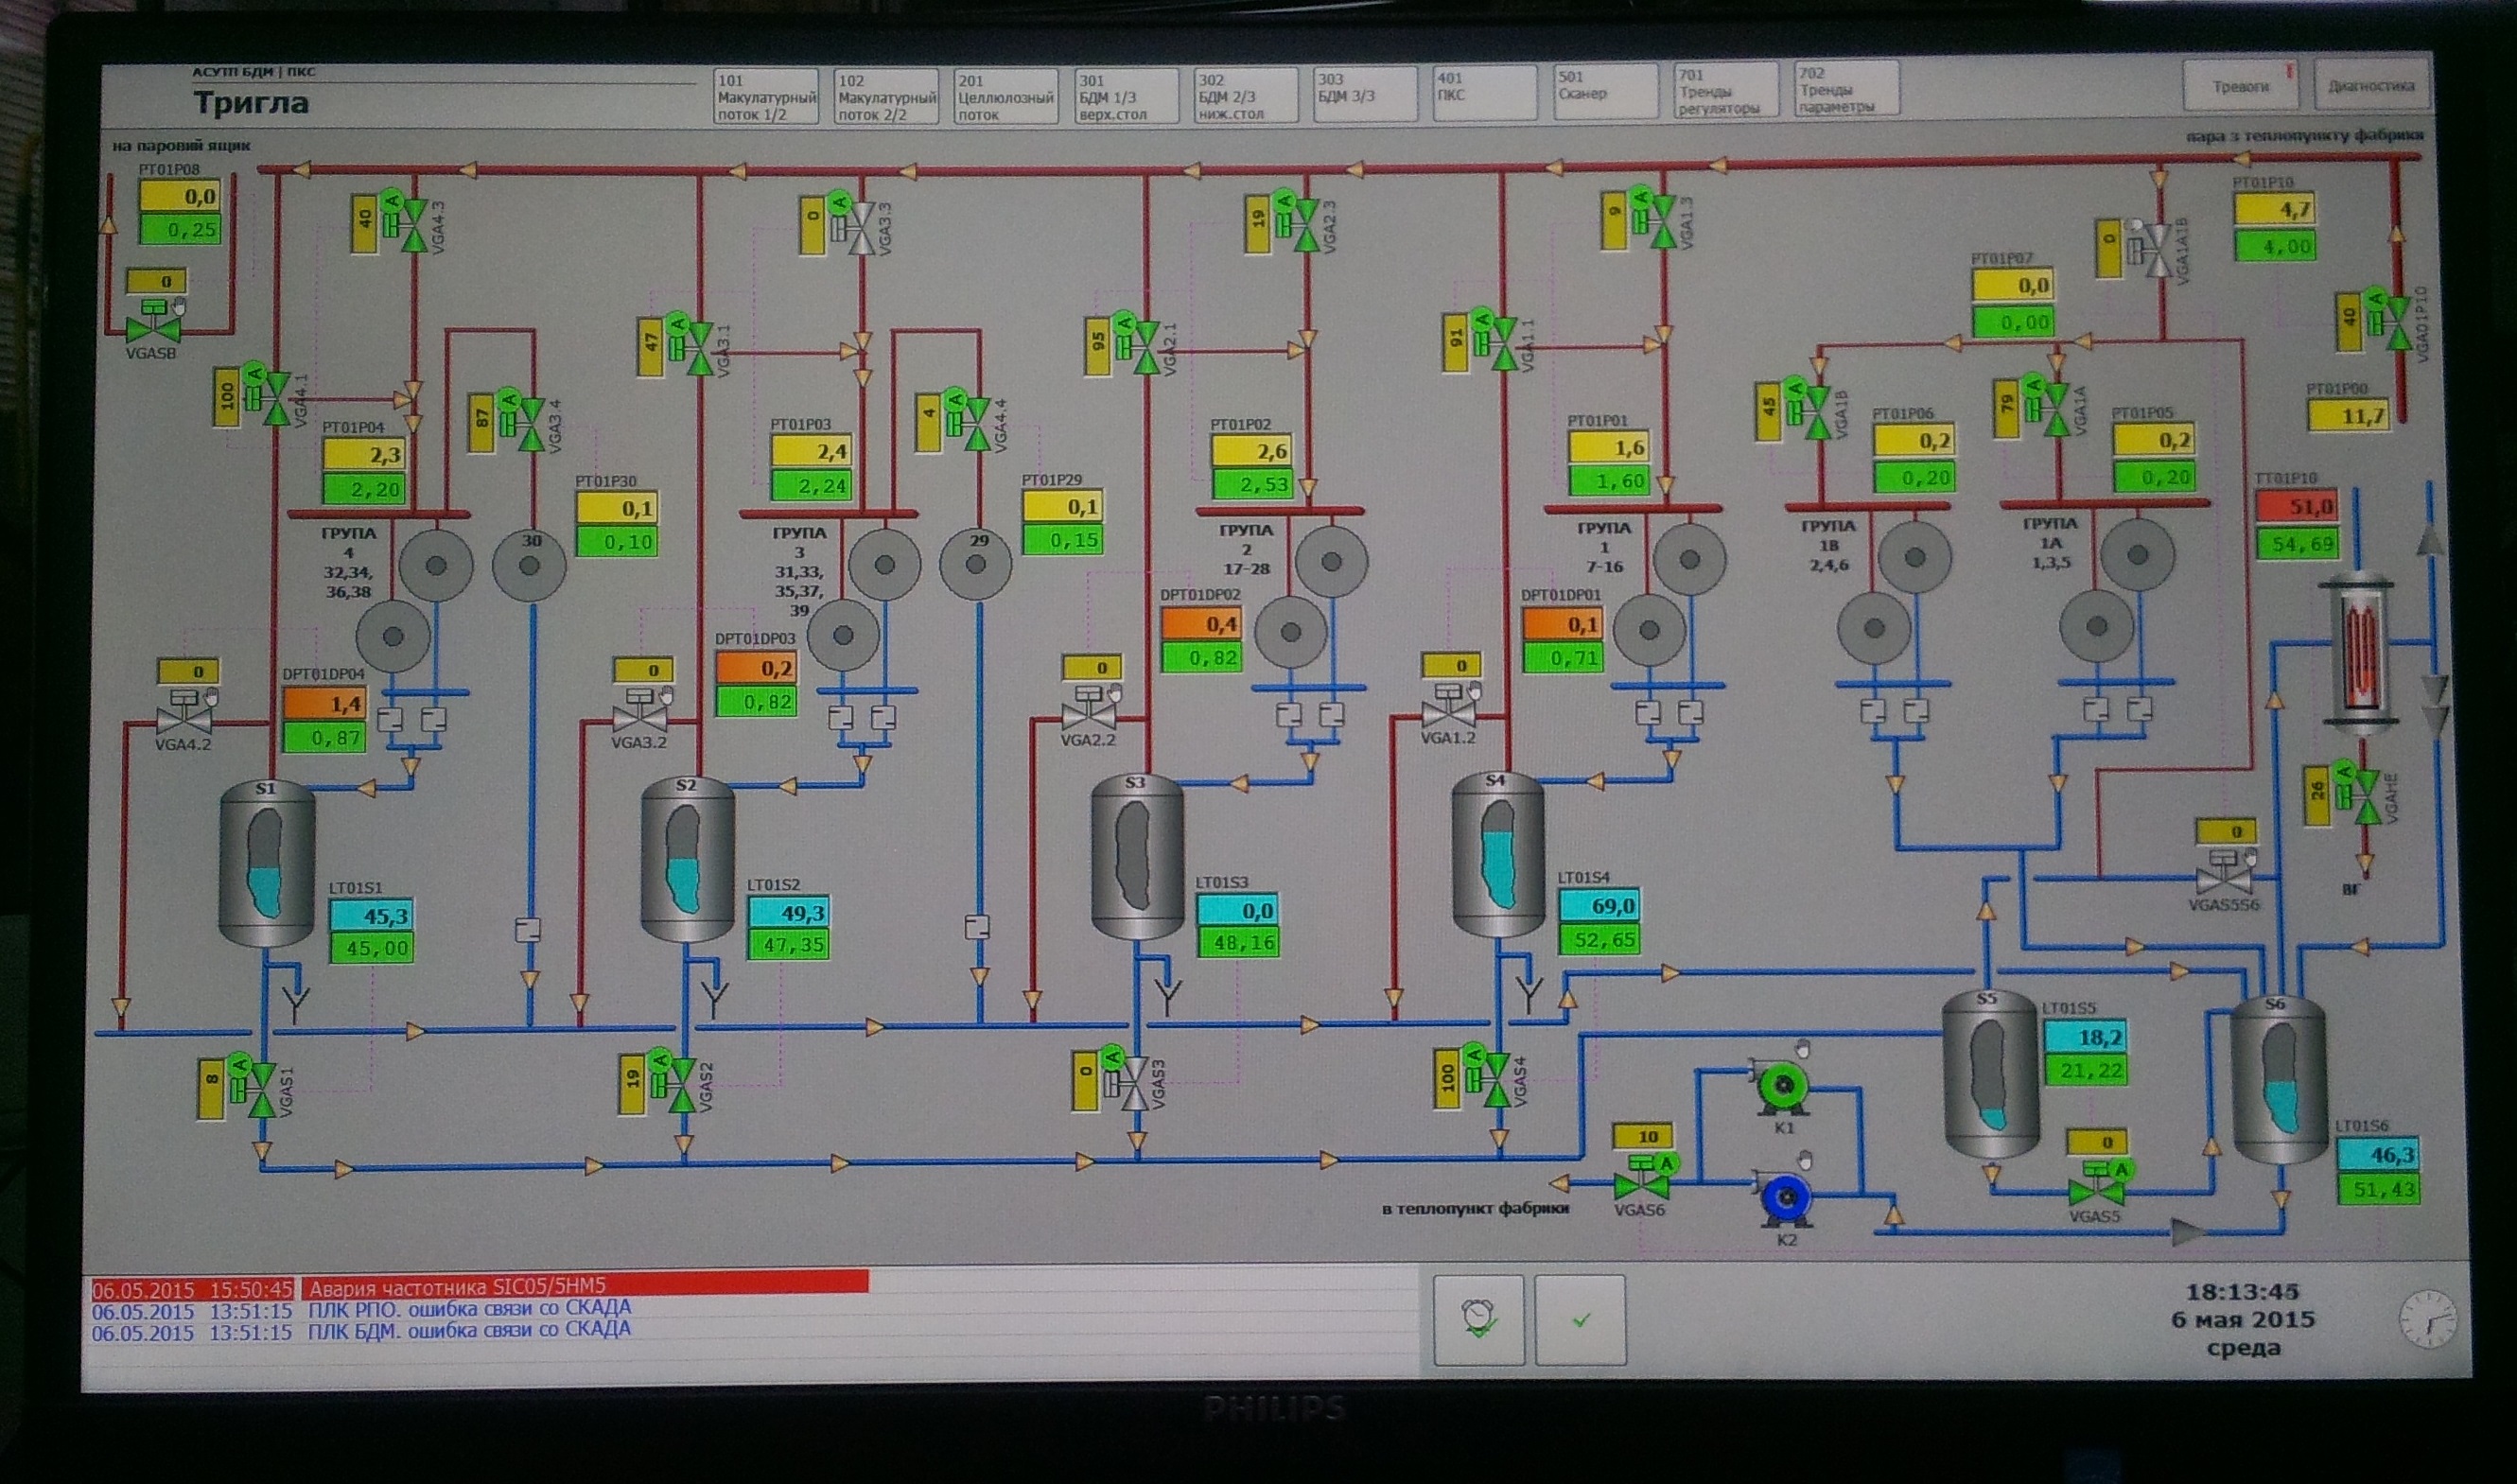 АСУТП БДМ | ПКС
Тригла
101
Макулатурный
поток 1/2
102
Макулатурный
поток 2/2
201
Целлюлозный
поток
301
БДМ 1/3
верх.стол
302
БДМ 2/3
ниж.стол
303
БДМ 3/3
401
ПКС
501
Сканер
701
Тренды
регуляторы
702
Тренды
параметры
Тревоги
Диагностика
на паровий ящик
пара з теплопункту фабрики
PT01P08
0,0
0,25
0
VGASB
40
A
VGA4.3
0
A
VGA3.3
19
A
VGA2.3
9
A
VGA1.3
0
VGA1A1B
PT01P10
4,7
4,00
PT01P07
0,0
0,00
40
A
VGA01P10
100
A
VGA4.1
47
A
VGA3.1
95
A
VGA2.1
91
A
VGA1.1
87
A
VGA3.4
4
A
VGA4.4
45
A
VGA1B
79
A
VGA1A
PT01P00
11,7
PT01P04
2,3
2,20
PT01P30
0,1
0,10
PT01P03
2,4
2,24
PT01P29
0,1
0,15
PT01P02
2,6
2,53
PT01P01
1,6
1,60
PT01P06
0,2
0,20
PT01P05
0,2
0,20
TT01P10
51,0
54,69
ГРУПА
4
32,34,
36,38
30
ГРУПА
3
31,33,
35,37,
39
29
ГРУПА
2
17-28
ГРУПА
1
7-16
ГРУПА
1В
2,4,6
ГРУПА
1А
1,3,5
0
VGA4.2
DPT01DP04
1,4
0,87
0
VGA3.2
DPT01DP03
0,2
0,82
0
VGA2.2
DPT01DP02
0,4
0,82
0
VGA1.2
DPT01DP01
0,1
0,71
26
A
VGAHE
ВГ
S1
LT01S1
45,3
45,00
S2
LT01S2
49,3
47,35
S3
LT01S3
0,0
48,16
S4
LT01S4
69,0
52,65
0
VGAS5S6
8
A
VGAS1
19
A
VGAS2
0
A
VGAS3
100
A
VGAS4
S5
LT01S5
18,2
21,22
S6
LT01S6
46,3
51,43
K1
K2
10
A
VGAS6
0
A
VGAS5
в теплопункт фабрики
06.05.2015 15:50:45 Авария частотника SIC05/5HM5
06.05.2015 13:51:15 ПЛК РПО. ошибка связи со СКАДА
06.05.2015 13:51:15 ПЛК БДМ. ошибка связи со СКАДА
18:13:45
6 мая 2015
среда
PHILIPS